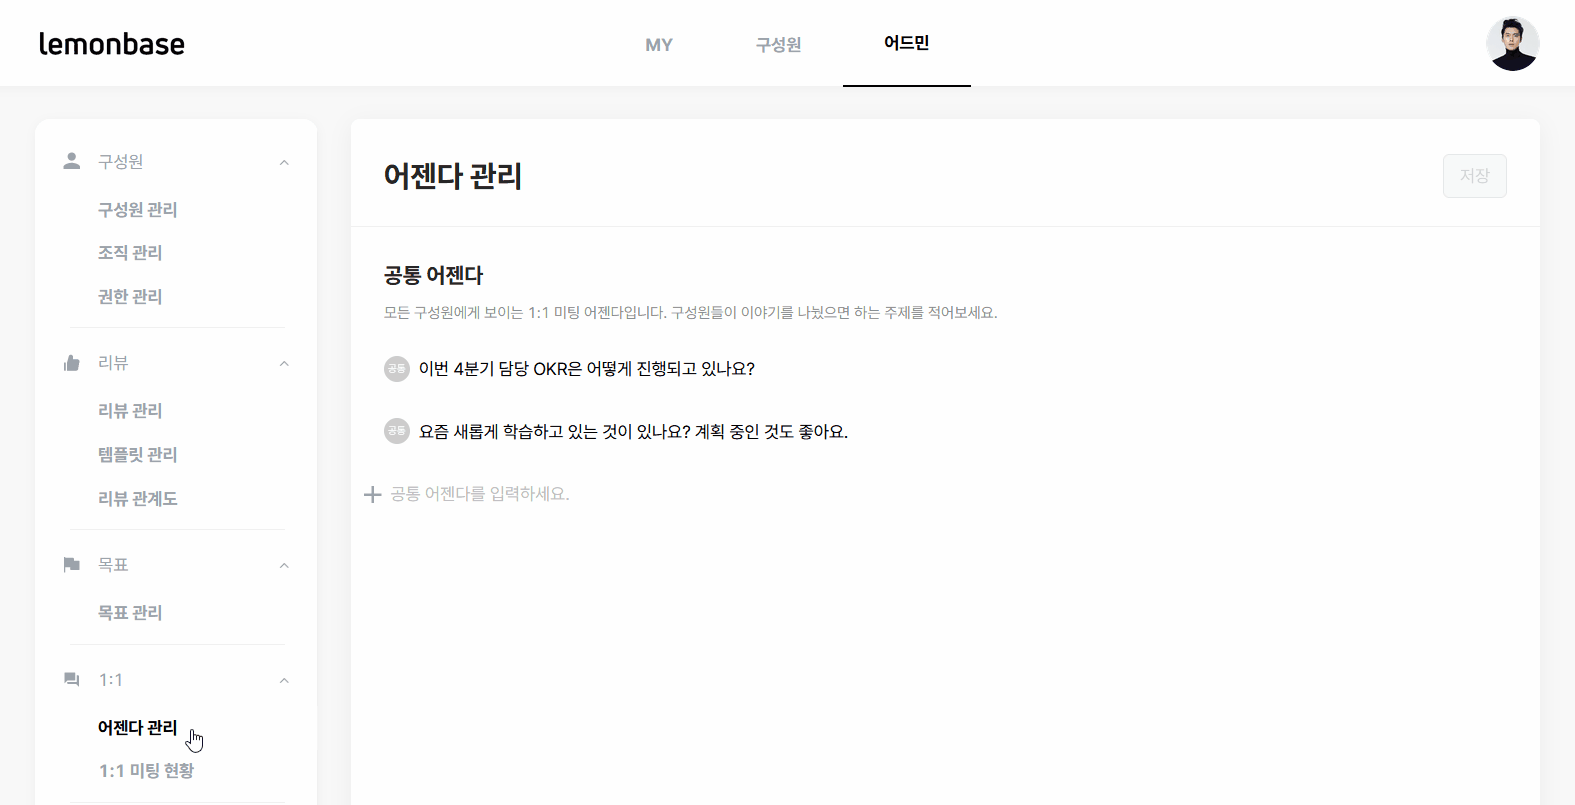 lemonbase
MY
구성원
어드민
구성원
구성원 관리
조직 관리
권한 관리
리뷰
리뷰 관리
템플릿 관리
리뷰 관계도
목표
목표 관리
1:1
어젠다 관리
1:1 미팅 현황
어젠다 관리
저장
공통 어젠다
모든 구성원에게 보이는 1:1 미팅 어젠다입니다. 구성원들이 이야기를 나눴으면 하는 주제를 적어보세요.
공통 이번 4분기 담당 OKR은 어떻게 진행되고 있나요?
공통 요즘 새롭게 학습하고 있는 것이 있나요? 계획 중인 것도 좋아요.
공통 어젠다를 입력하세요.